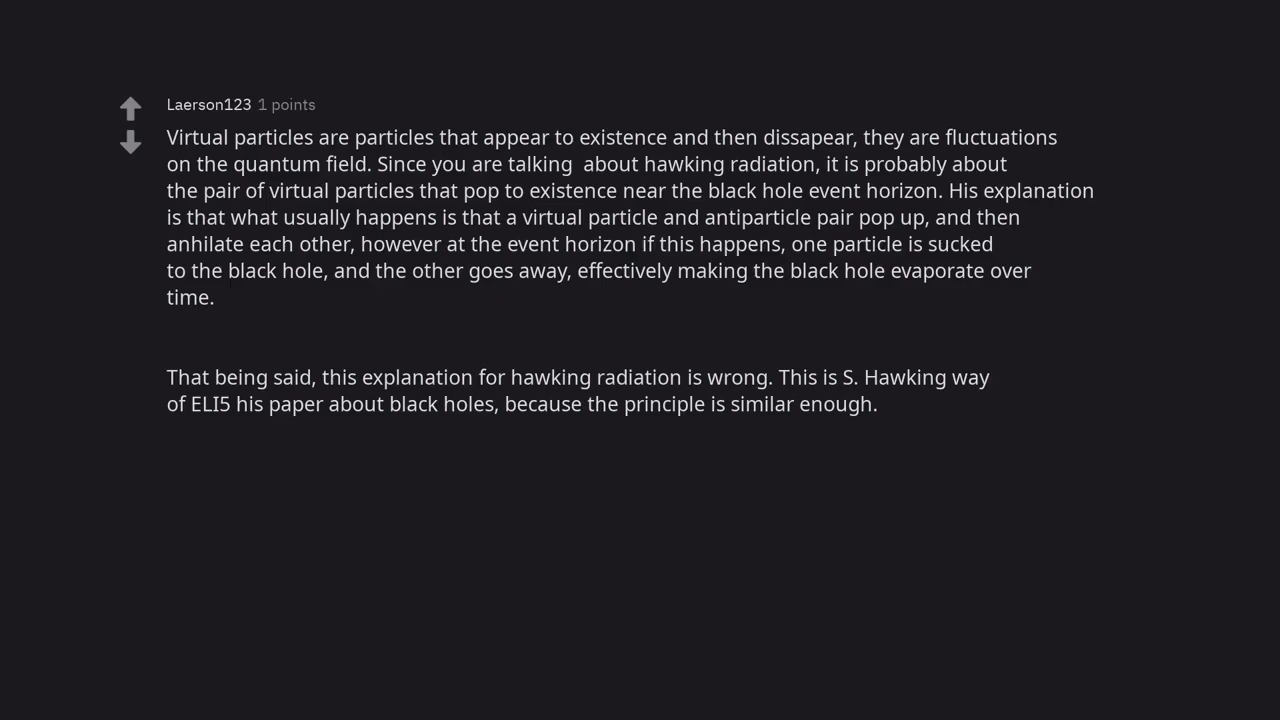 Laerson123 1 points
Virtual particles are particles that appear to existence and then dissapear, they are fluctuations
on the quantum field. Since you are talking  about hawking radiation, it is probably about
the pair of virtual particles that pop to existence near the black hole event horizon. His explanation
is that what usually happens is that a virtual particle and antiparticle pair pop up, and then
anhilate each other, however at the event horizon if this happens, one particle is sucked
to the black hole, and the other goes away, effectively making the black hole evaporate over
time.
That being said, this explanation for hawking radiation is wrong. This is S. Hawking way
of ELI5 his paper about black holes, because the principle is similar enough.